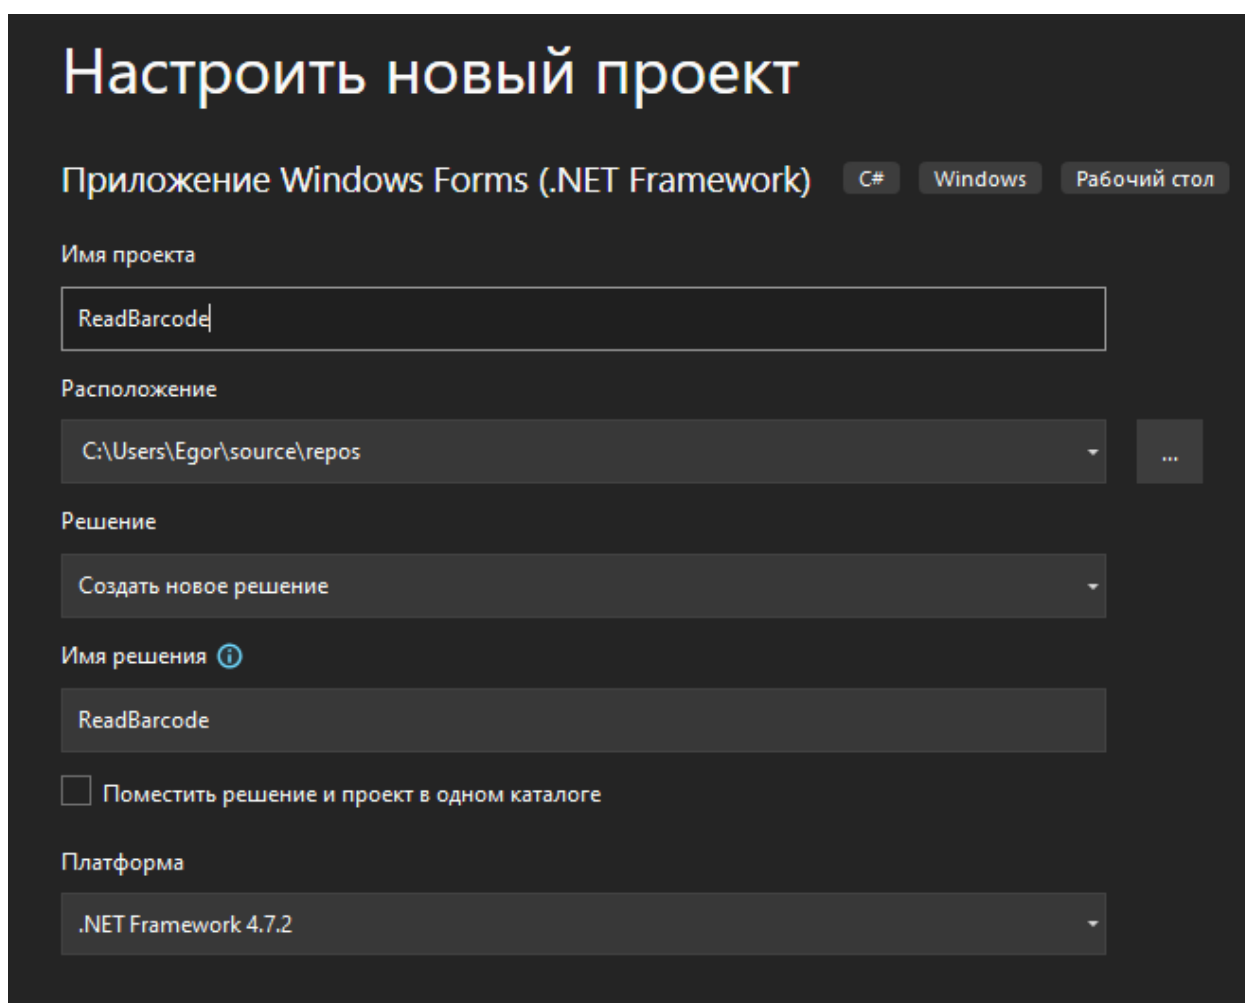 Настроить новый проект
Приложение Windows Forms (.NET Framework) C# Windows Рабочий стол
Имя проекта
ReadBarcode
Расположение
C:\Users\Egor\source\repos
...
Решение
Создать новое решение
Имя решения
ReadBarcode
Поместить решение и проект в одном каталоге
Платформа
.NET Framework 4.7.2